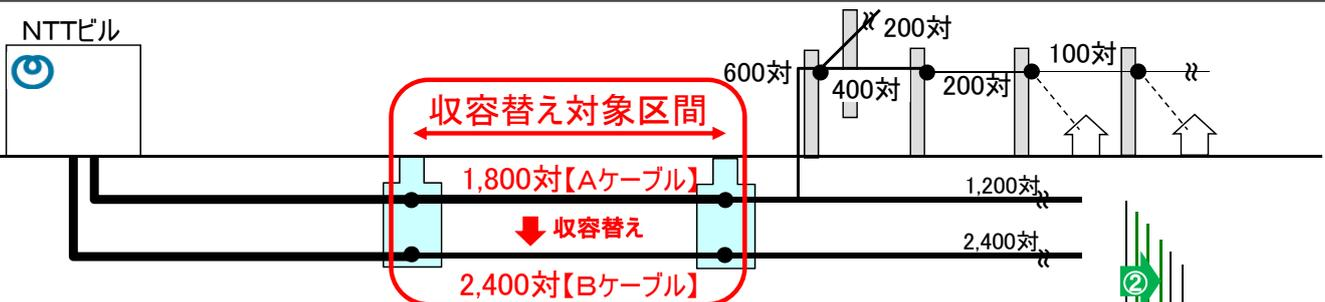 NTTビル
200対
600対
400対
200対
100対
収容替え対象区間
1,800対【Aケーブル】
1,200対
収容替え
2,400対
2,400対【Bケーブル】
②